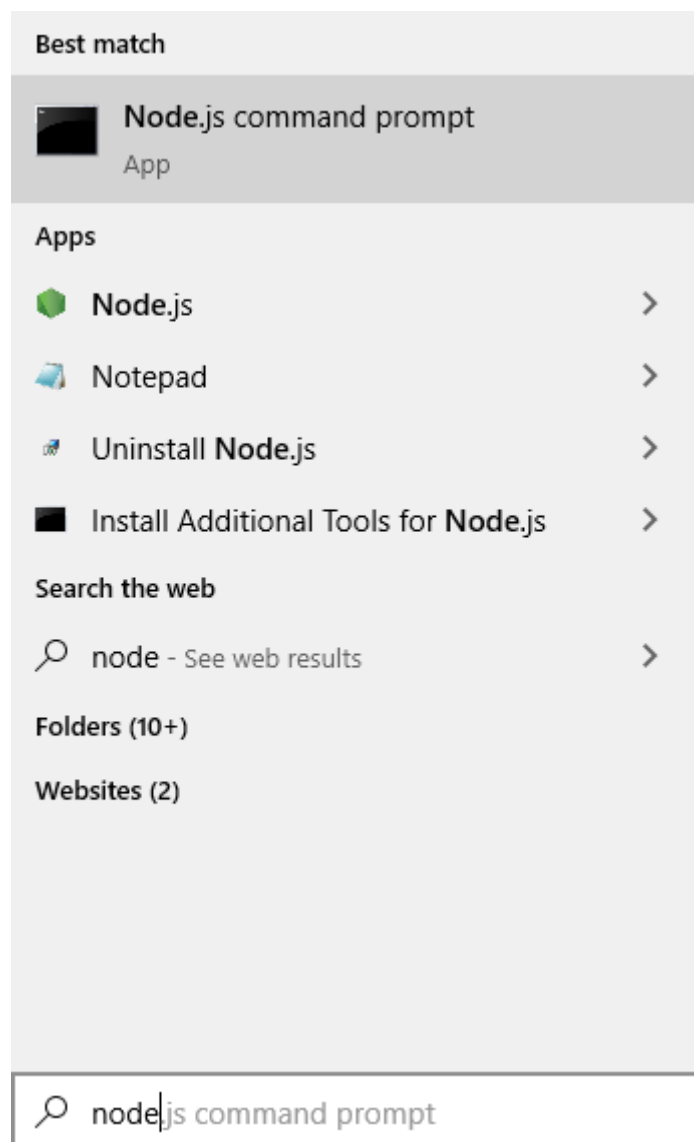 Best match
Node.js command prompt
App
Apps
Node.js
Notepad
Uninstall Node.js
Install Additional Tools for Node.js
Search the web
node - See web results
Folders (10+)
Websites (2)
node.js command prompt